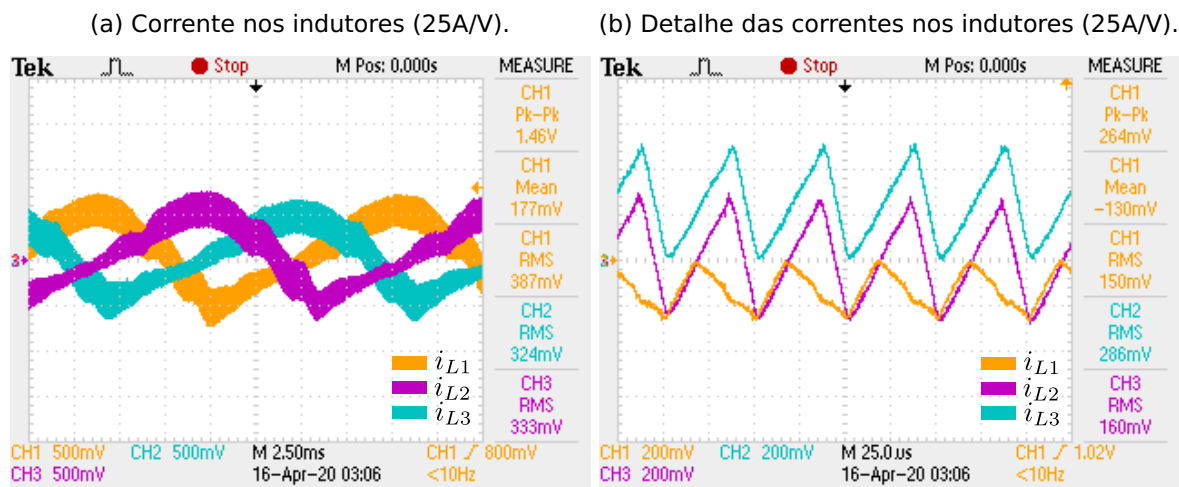 (a) Corrente nos indutores (25A/V).
Tek Stop M Pos: 0.000s MEASURE
CH1
Pk-Pk
1.46V
CH1
Mean
177mV
CH1
RMS
387mV
CH2
RMS
324mV
CH3
RMS
333mV
3
i_{L1}
i_{L2}
i_{L3}
CH1 500mV CH2 500mV M 2.50ms CH1 / 800mV
CH3 500mV 16-Apr-20 03:06 <10Hz
(b) Detalhe das correntes nos indutores (25A/V).
Tek Stop M Pos: 0.000s MEASURE
CH1
Pk-Pk
264mV
CH1
Mean
-130mV
CH1
RMS
150mV
CH2
RMS
286mV
CH3
RMS
160mV
3
i_{L1}
i_{L2}
i_{L3}
CH1 200mV CH2 200mV M 25.0us CH1 / 1.02V
CH3 200mV 16-Apr-20 03:06 <10Hz